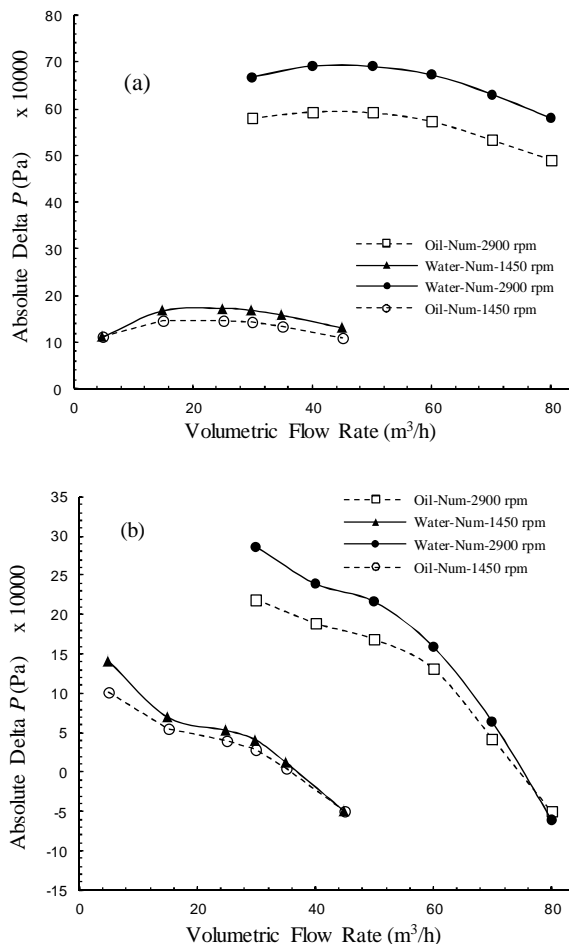 80
70
60
50
40
30
20
10
0
Absolute Delta P (Pa) x 10000
(a)
Oil-Num-2900 rpm
Water-Num-1450 rpm
Water-Num-2900 rpm
Oil-Num-1450 rpm
0 20 40 60 80
Volumetric Flow Rate (m³/h)
35
30
25
20
15
10
5
0
-5
-10
-15
Absolute Delta P (Pa) x 10000
(b)
Oil-Num-2900 rpm
Water-Num-1450 rpm
Water-Num-2900 rpm
Oil-Num-1450 rpm
0 20 40 60 80
Volumetric Flow Rate (m³/h)